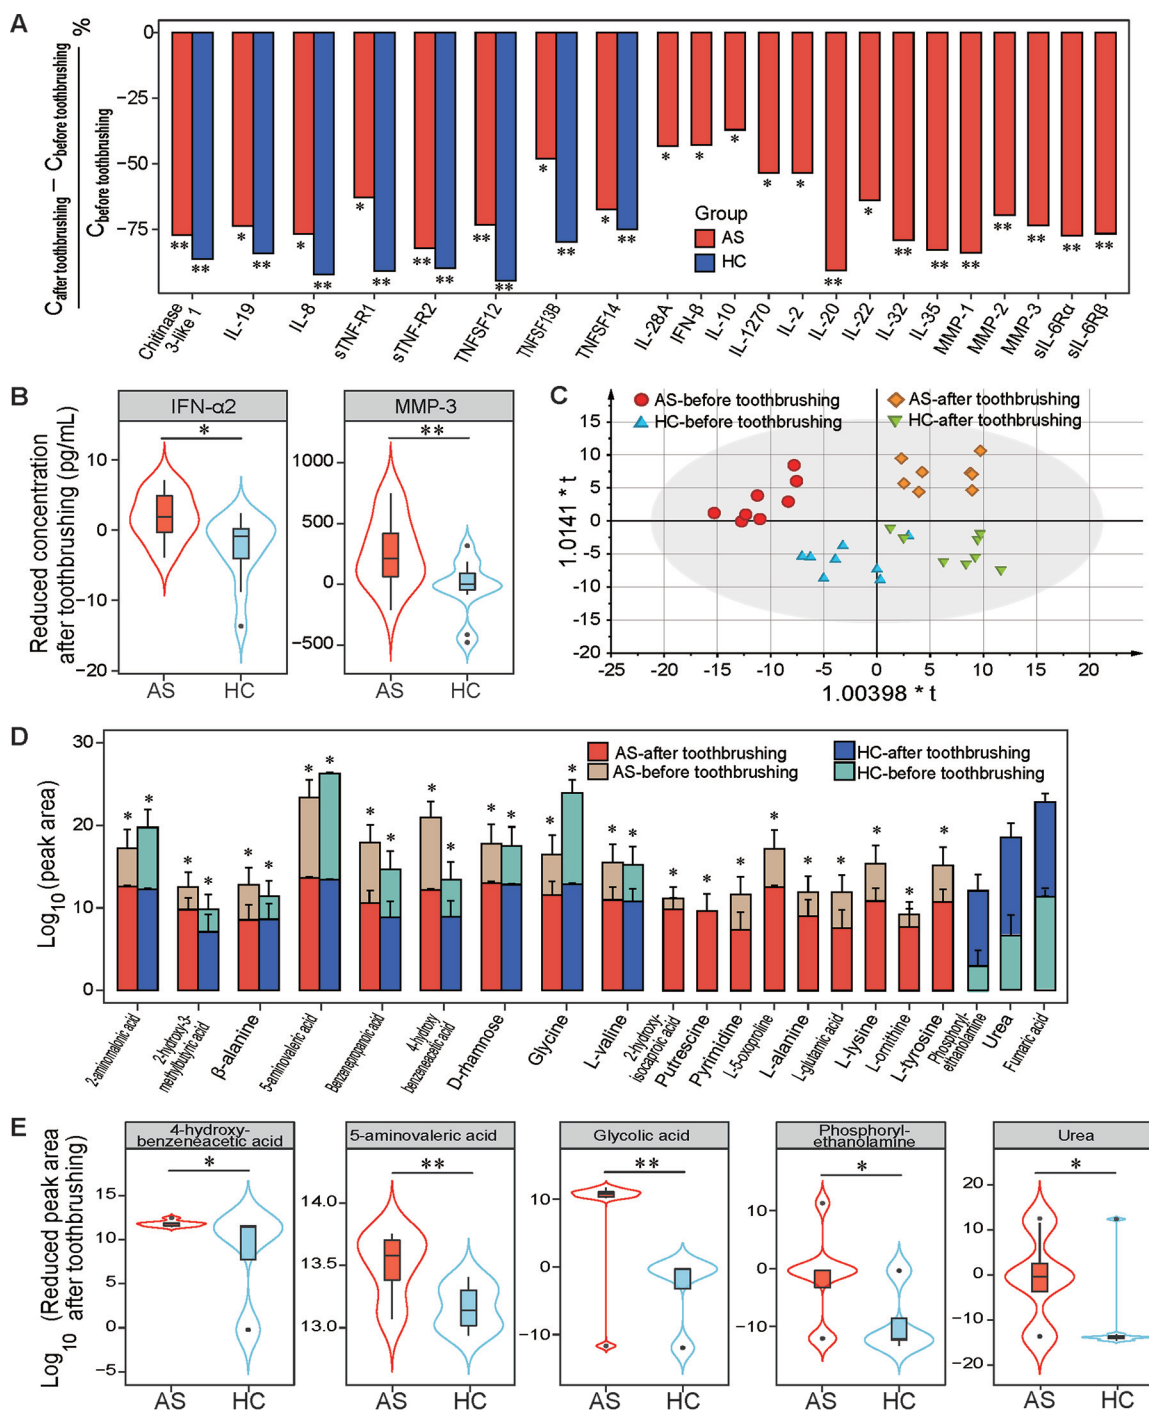 A
C after toothbrushing − C before toothbrushing %
C before toothbrushing
0
−25
−50
−75
* * * * * * * *
** ** ** ** ** ** ** ** ** ** ** ** ** ** ** ** ** **
Group
AS
HC
Chitinase
3-like 1
IL-19
IL-8
sTNF-R1
sTNF-R2
TNFSF12
TNFSF13B
TNFSF14
IL-28A
IFN-β
IL-10
IL-1270
IL-2
IL-20
IL-22
IL-32
IL-35
MMP-1
MMP-2
MMP-3
sIL-6Rα
sIL-6Rβ
B
Reduced concentration
after toothbrushing (pg/mL)
IFN-α2
*
10
0
−10
−20
AS HC
MMP-3
**
1000
500
0
−500
AS HC
C
AS-before toothbrushing
HC-before toothbrushing
AS-after toothbrushing
HC-after toothbrushing
1.0141 * t
15
10
5
0
-5
-10
-15
-20
-25 -20 -15 -10 -5 0 5 10 15 20
1.00398 * t
D
Log10 (peak area)
30
20
10
0
AS-after toothbrushing
AS-before toothbrushing
HC-after toothbrushing
HC-before toothbrushing
* * * * * * * * * * * * * * * * * * * * * * * * * * * *
2-aminomalonic acid
2-hydroxy-3-
methylbutyric acid
β-alanine
5-aminovaleric acid
Benzenepropanoic acid
4-hydroxy
benzeneacetic acid
D-rhamnose
Glycine
L-valine
2-hydroxy-
isocaproic acid
Putrescine
Pyrimidine
L-5-oxoproline
L-alanine
L-glutamic acid
L-lysine
L-ornithine
L-tyrosine
Phosphoryl-
ethanolamine
Urea
Fumaric acid
E
Log10 (Reduced peak area
after toothbrushing)
4-hydroxy-
benzeneacetic acid
*
15
10
5
0
−5
AS HC
5-aminovaleric acid
**
14.0
13.5
13.0
AS HC
Glycolic acid
**
10
0
−10
AS HC
Phosphoryl-
ethanolamine
*
10
0
−10
AS HC
Urea
*
20
10
0
−10
−20
AS HC